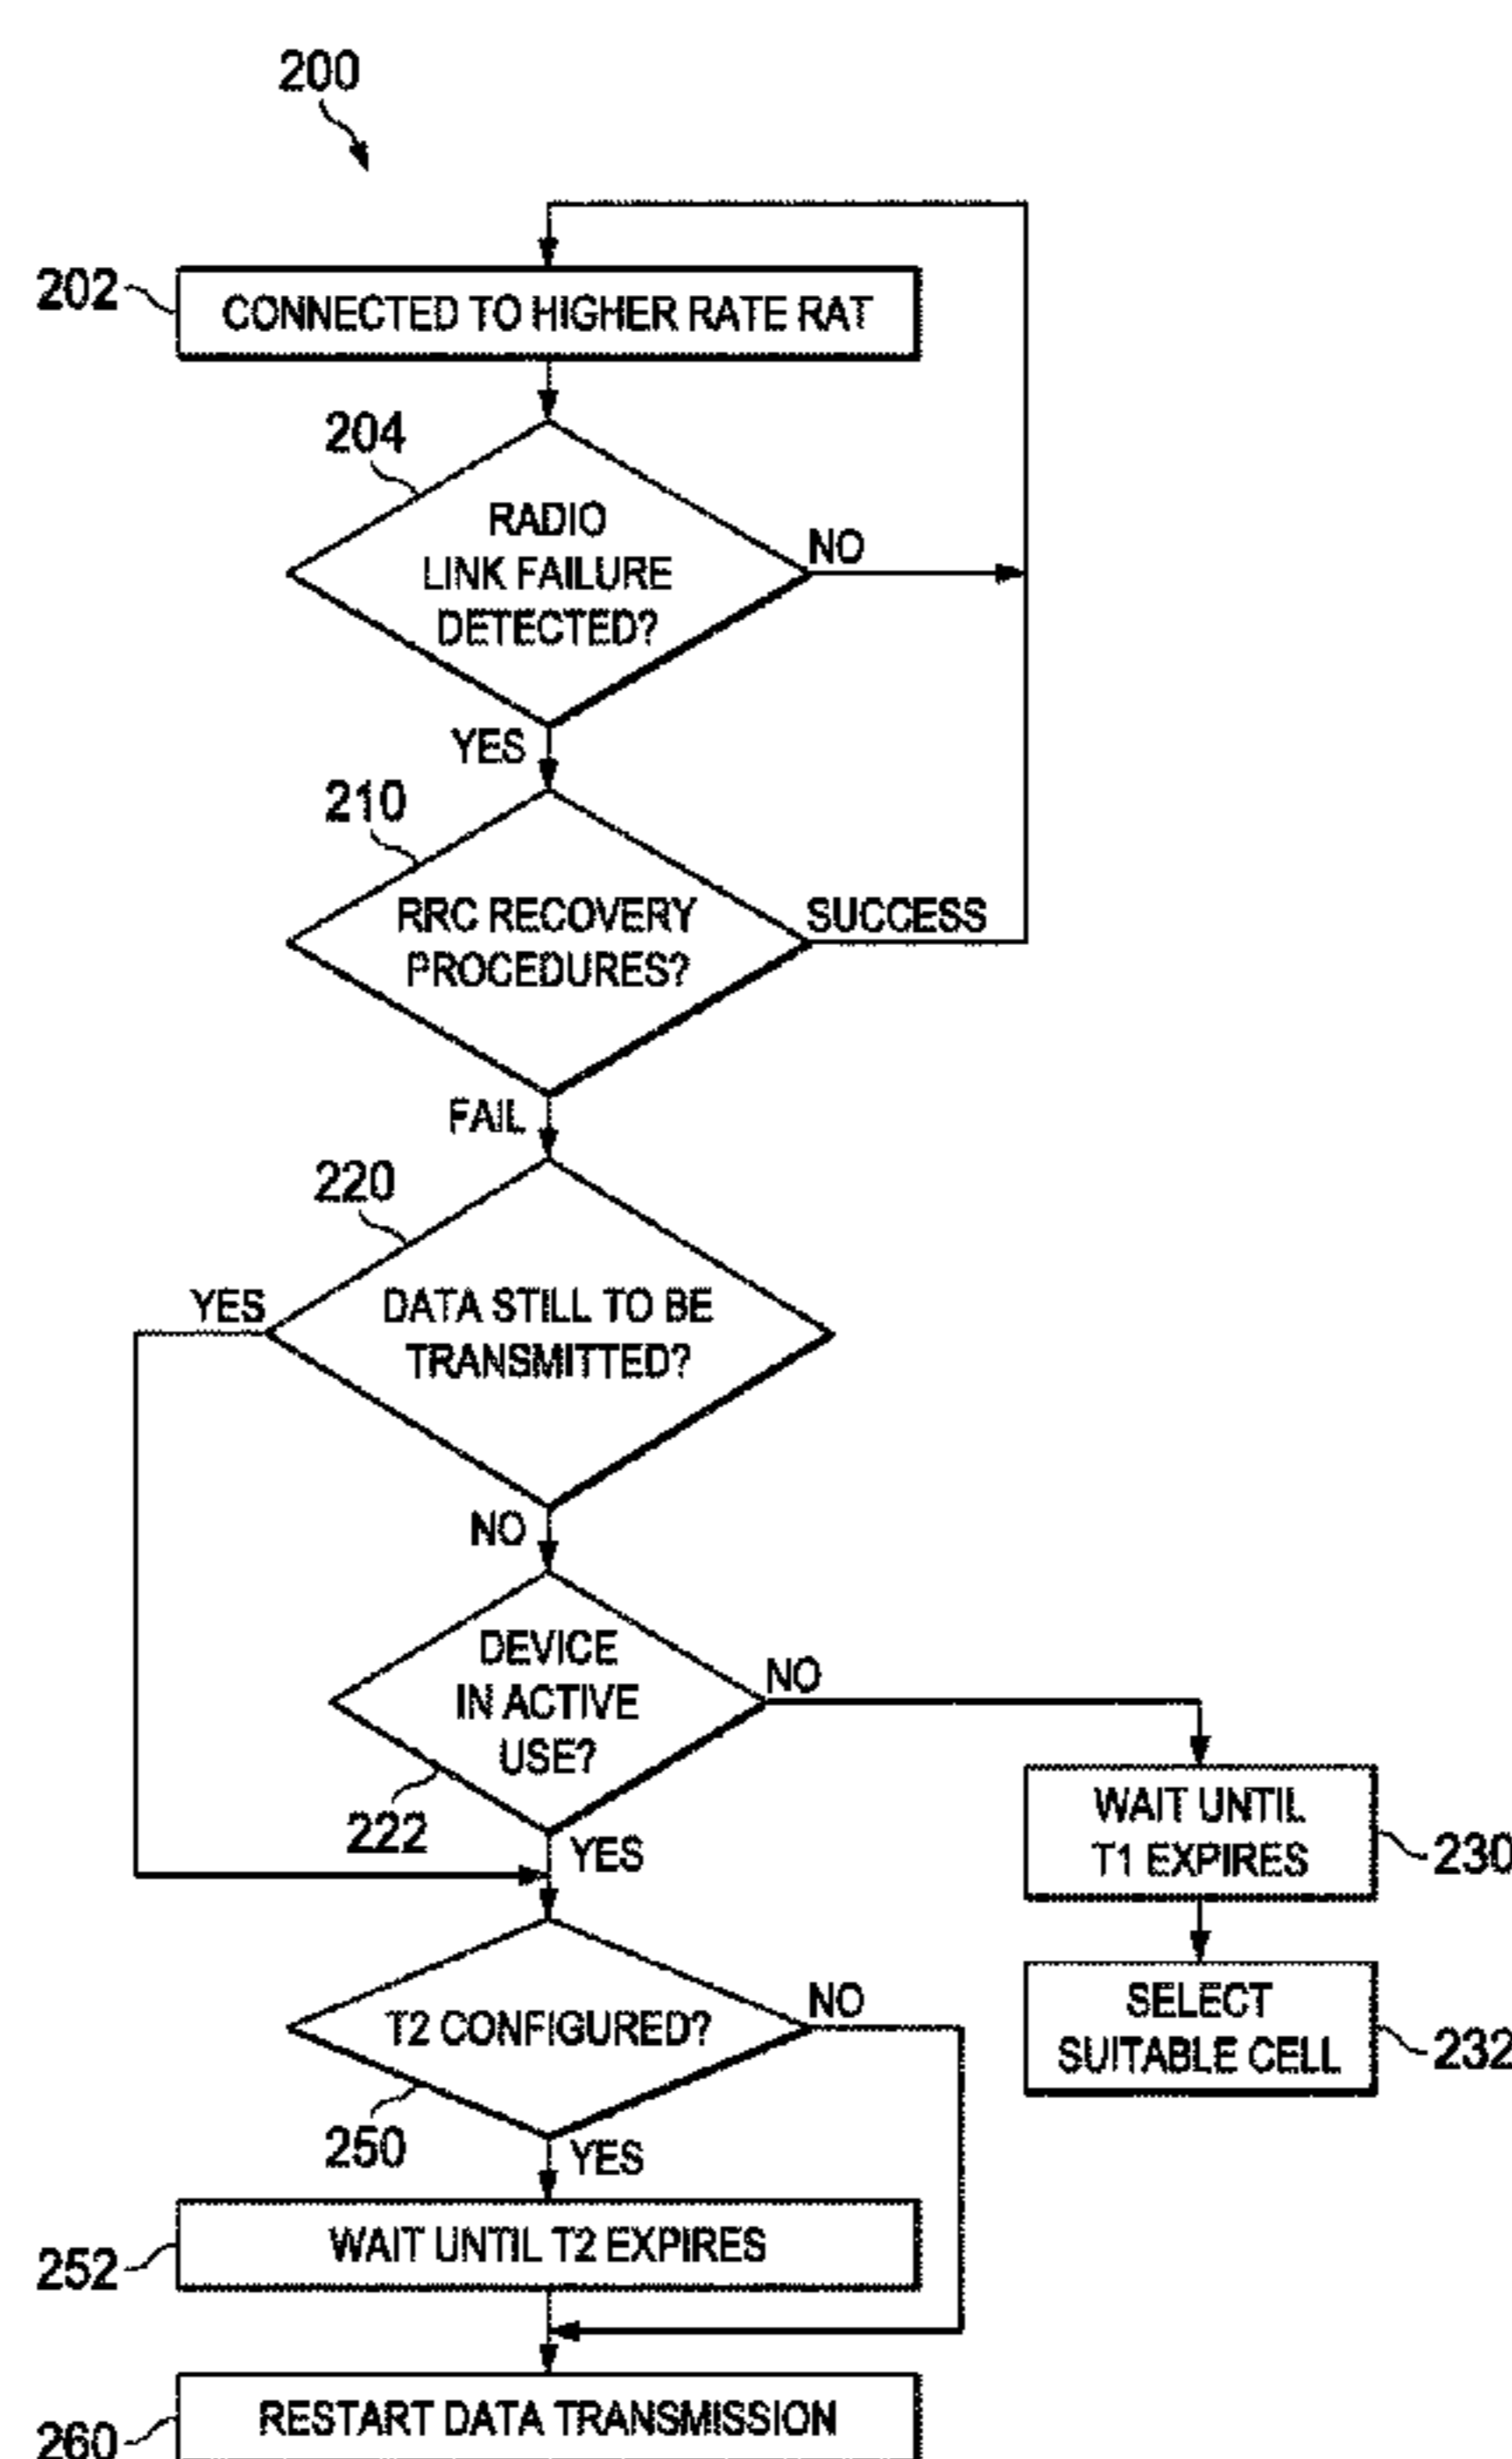 200
202
CONNECTED TO HIGHER RATE RAT
204
RADIO
LINK FAILURE
DETECTED?
NO
YES
210
RRC RECOVERY
PROCEDURES?
SUCCESS
FAIL
220
YES
DATA STILL TO BE
TRANSMITTED?
NO
DEVICE
IN ACTIVE
USE?
NO
222
YES
WAIT UNTIL
T1 EXPIRES
230
SELECT
SUITABLE CELL
232
T2 CONFIGURED?
NO
250
YES
WAIT UNTIL T2 EXPIRES
252
RESTART DATA TRANSMISSION
260